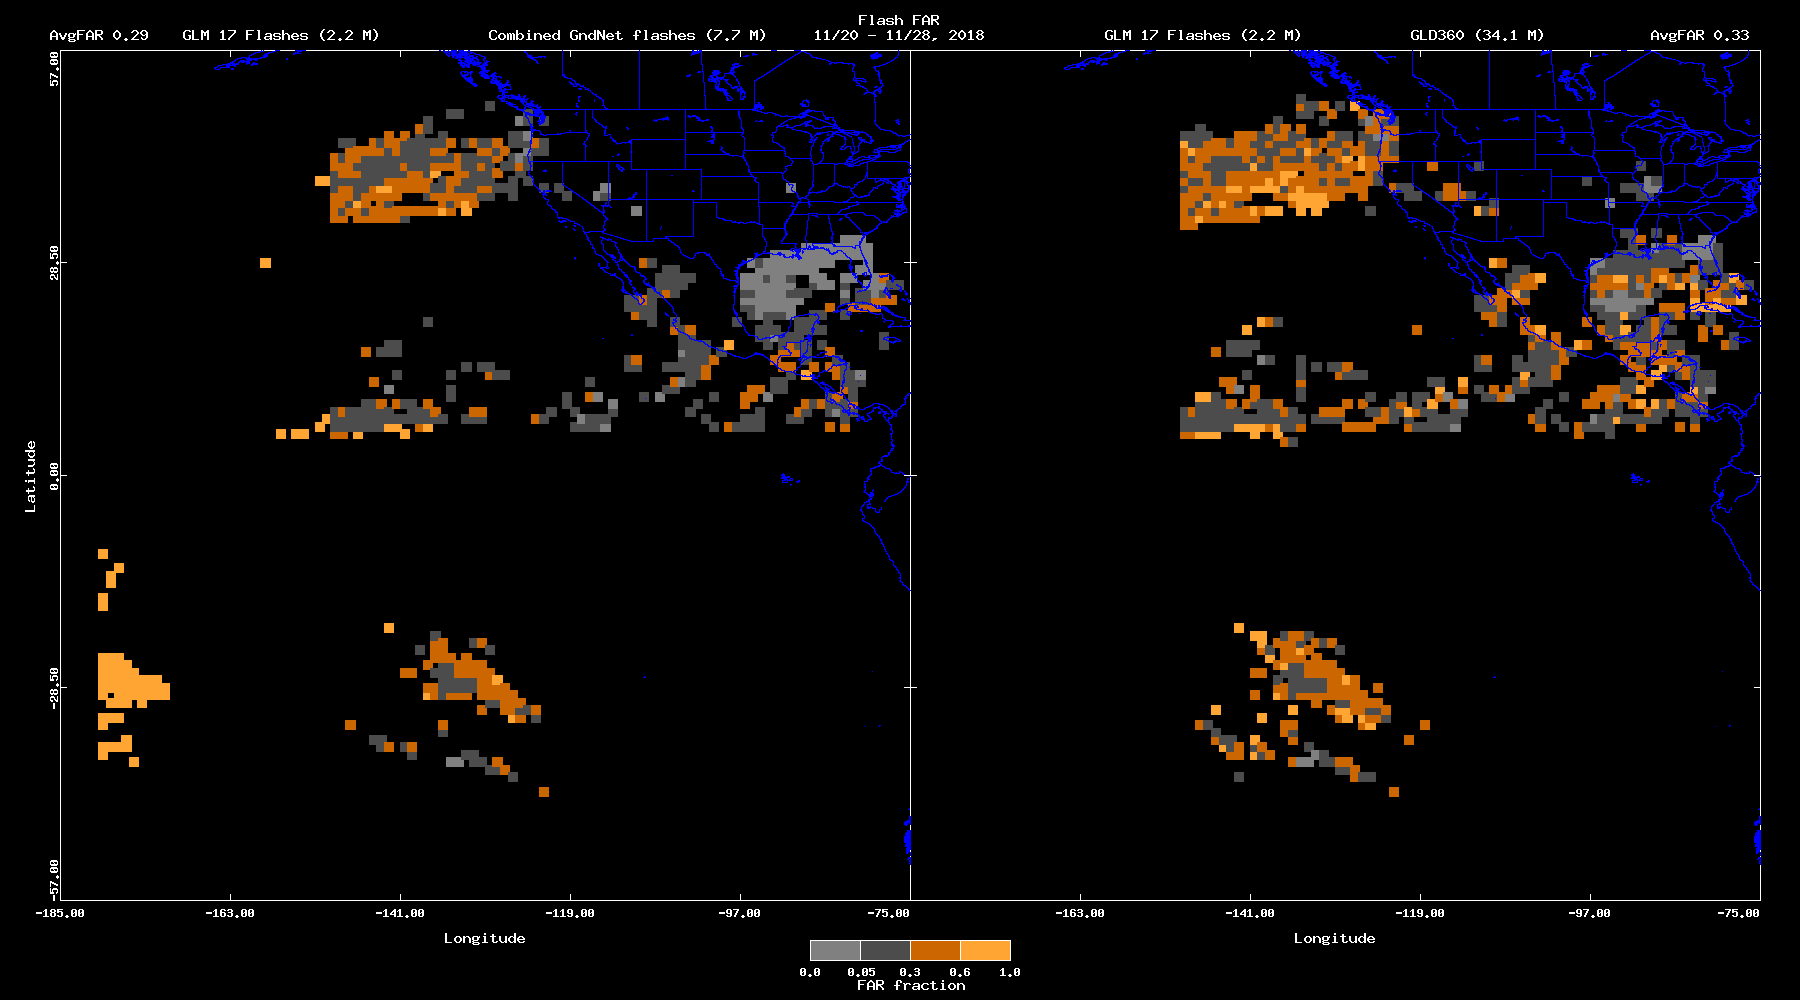 Flash FAR
AvgFAR 0.29 GLM 17 Flashes (2.2 M) Combined GndNet flashes (7.7 M) 11/20 - 11/28, 2018 GLM 17 Flashes (2.2 M) GLD360 (34.1 M) AvgFAR 0.33
57.00
28.50
0.00
-28.50
-57.00
Latitude
-185.00 -163.00 -141.00 -119.00 -97.00 -75.00 -163.00 -141.00 -119.00 -97.00 -75.00
Longitude Longitude
0.0 0.05 0.3 0.6 1.0
FAR fraction